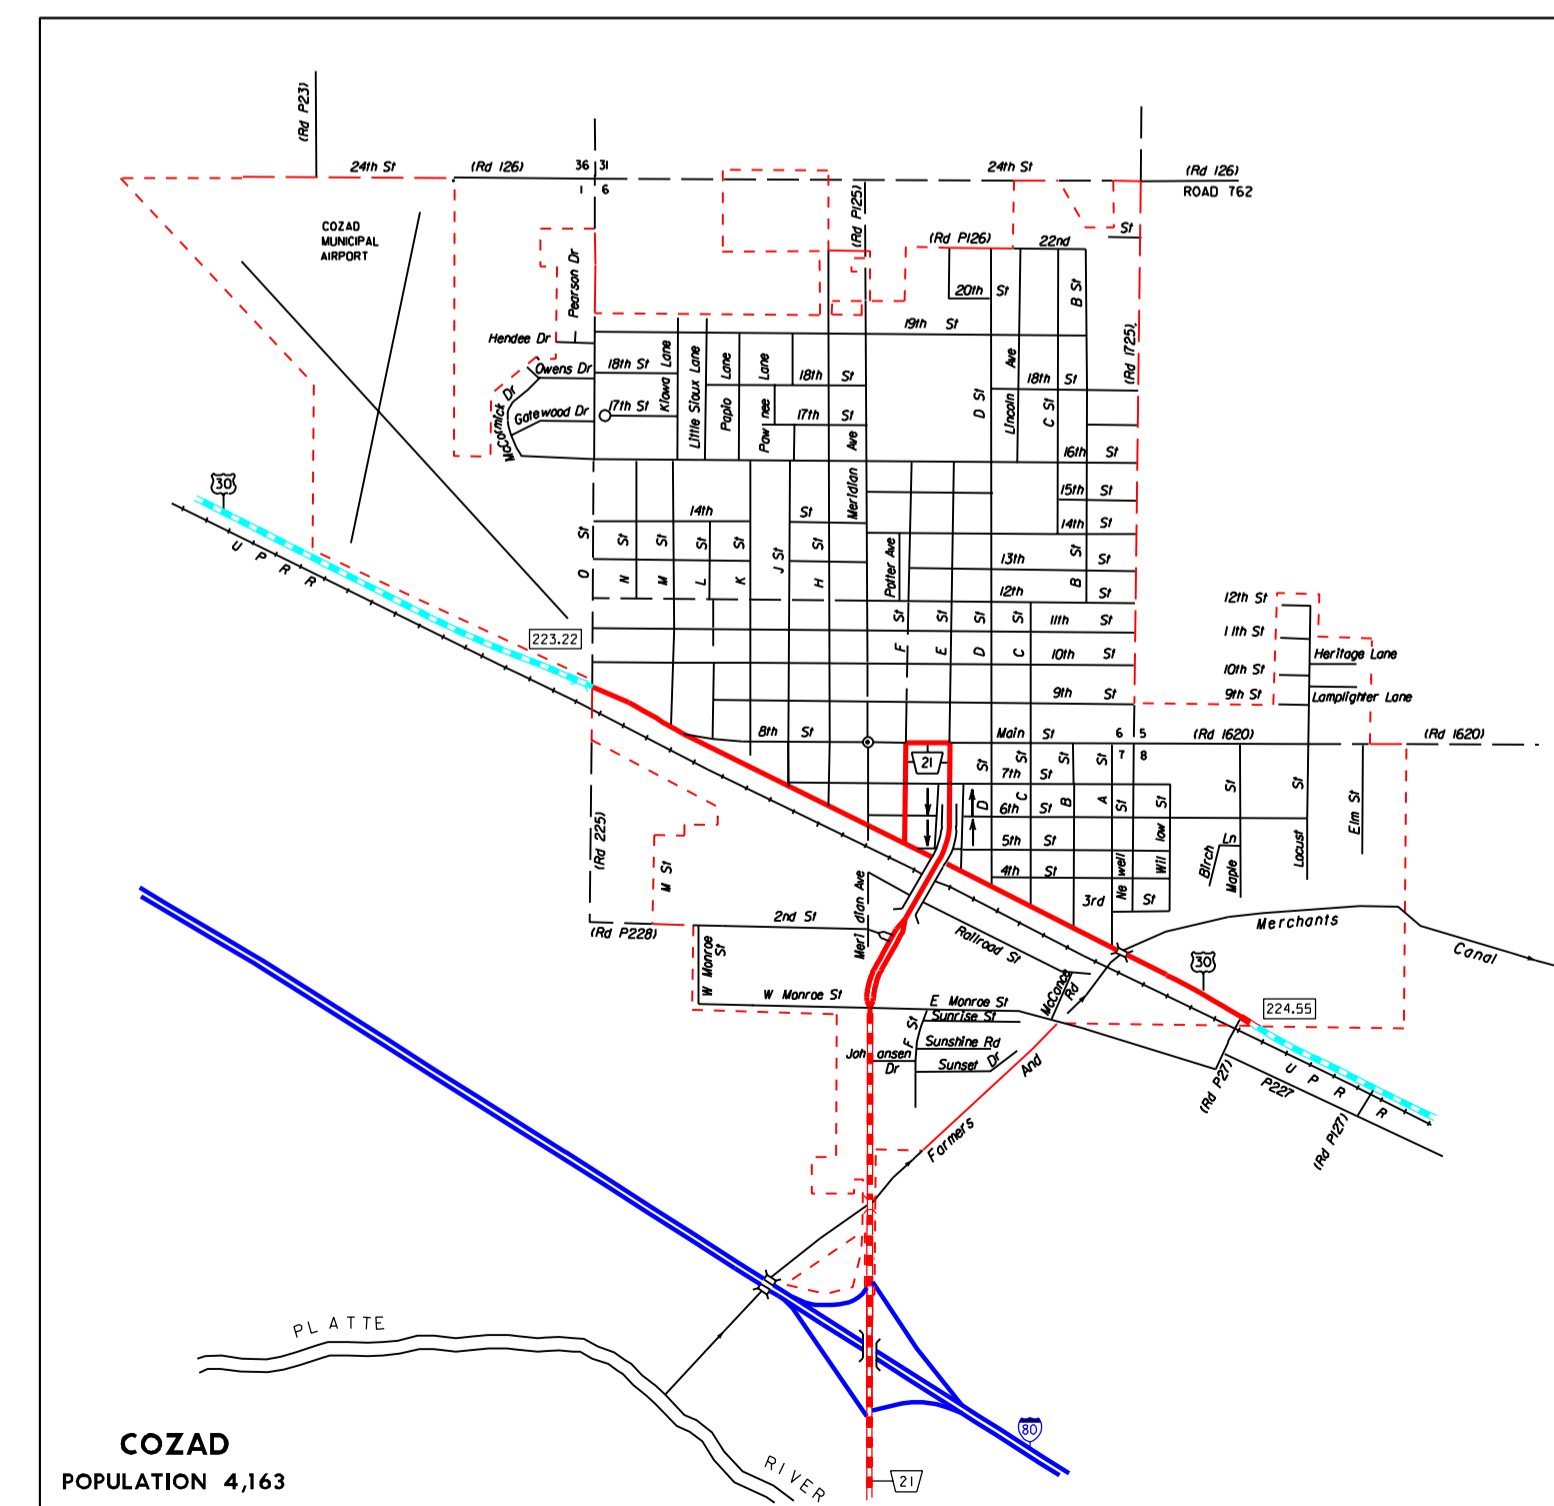 (Rd P23)
24th St
(Rd 126)
36 31
1 6
24th St
(Rd 126)
ROAD 762
COZAD
MUNICIPAL
AIRPORT
(Rd P125)
(Rd P126)
22nd
St
Pearson Dr
20th St
B St
19th St
(Rd 1725)
Hendee Dr
Owens Dr
18th St
Kiowa Lane
Little Sioux Lane
Papio Lane
Pawnee Lane
18th St
Lincoln Ave
18th St
McCormick Dr
Gatewood Dr
17th St
17th St
D St
C St
Meridian Ave
16th St
30
15th St
14th St
14th St
U P R R
O St
N St
M St
L St
K St
J St
H St
Potter Ave
13th St
B St
12th St
12th St
223.22
F St
E St
D St
C St
11th St
11th St
10th St
Heritage Lane
10th St
9th St
9th St
Lamplighter Lane
8th St
Main St
6 5
7 8
(Rd 1620)
(Rd 1620)
21
D St
C St
B St
A St
7th St
6th St
Newell St
Willow St
St
Locust St
Elm St
(Rd 225)
5th St
Birch Ln
Maple
M St
4th St
Meridian Ave
3rd St
2nd St
(Rd P228)
Railroad St
Merchants
Canal
W Monroe St
30
W Monroe St
E Monroe St
McCance Rd
224.55
Sunrise St
F St
Johansen Dr
Sunshine Rd
Sunset Dr
And
Farmers
(Rd P27)
P227
U P R R
(Rd P127)
PLATTE
RIVER
80
21
COZAD
POPULATION 4,163